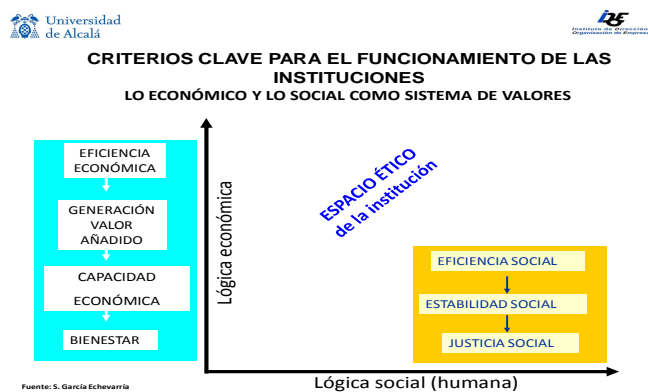 Universidad
de Alcalá
Instituto de Dirección
Organización de Empresa
CRITERIOS CLAVE PARA EL FUNCIONAMIENTO DE LAS
INSTITUCIONES
LO ECONÓMICO Y LO SOCIAL COMO SISTEMA DE VALORES
EFICIENCIA
ECONÓMICA
GENERACIÓN
VALOR
AÑADIDO
CAPACIDAD
ECONÓMICA
BIENESTAR
Lógica económica
ESPACIO ÉTICO
de la institución
EFICIENCIA SOCIAL
ESTABILIDAD SOCIAL
JUSTICIA SOCIAL
Lógica social (humana)
Fuente: S. García Echevarría